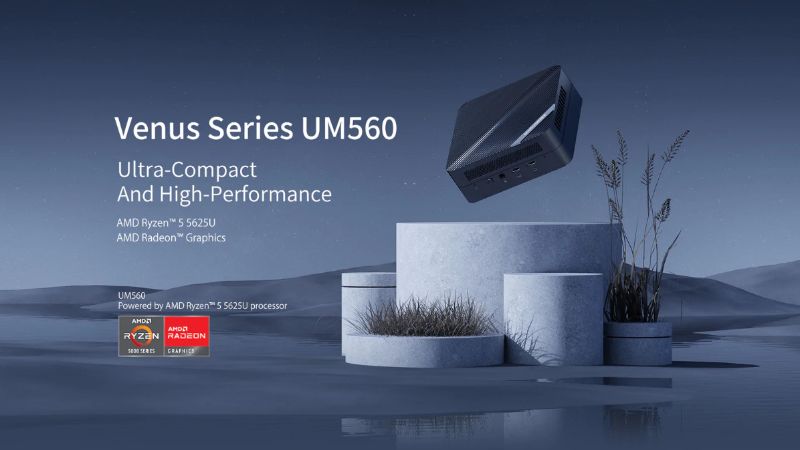 Venus Series UM560
Ultra-Compact
And High-Performance
AMD Ryzen™ 5 5625U
AMD Radeon™ Graphics
UM560
Powered by AMD Ryzen™ 5 5625U processor
AMD
RYZEN
5000 SERIES
AMD
RADEON
GRAPHICS